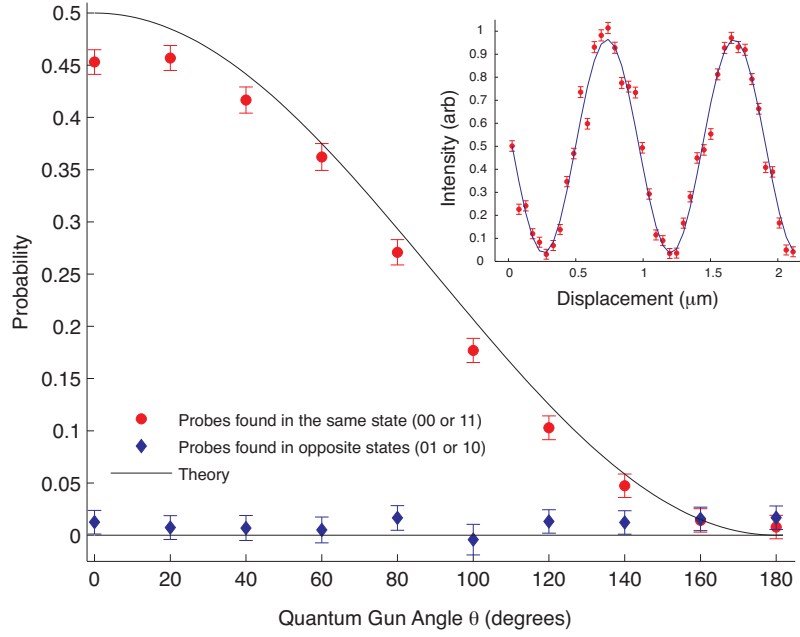 0.5
0.45
0.4
0.35
0.3
0.25
0.2
0.15
0.1
0.05
0
Probability
0 20 40 60 80 100 120 140 160 180
Quantum Gun Angle θ (degrees)
Probes found in the same state (00 or 11)
Probes found in opposite states (01 or 10)
Theory
1
0.9
0.8
0.7
0.6
0.5
0.4
0.3
0.2
0.1
0
Intensity (arb)
0 0.5 1 1.5 2
Displacement (μm)